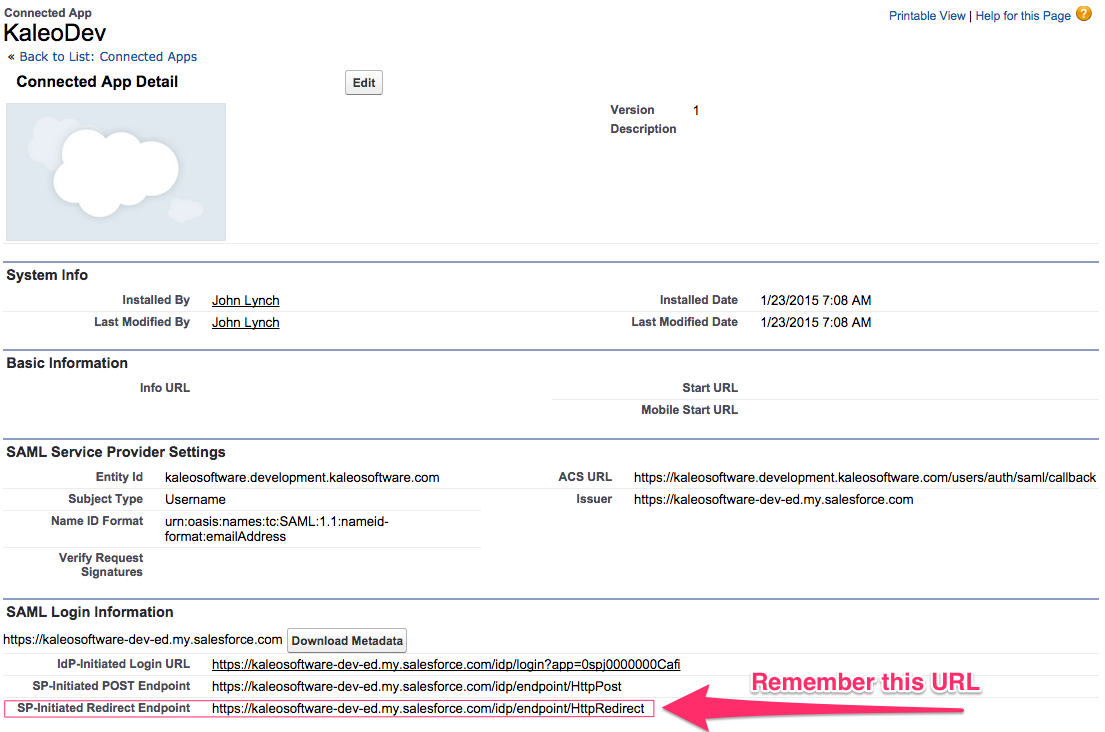 Connected App
KaleoDev
Printable View | Help for this Page ?
« Back to List: Connected Apps
Connected App Detail
Edit
Version 1
Description
System Info
Installed By John Lynch Installed Date 1/23/2015 7:08 AM
Last Modified By John Lynch Last Modified Date 1/23/2015 7:08 AM
Basic Information
Info URL Start URL
Mobile Start URL
SAML Service Provider Settings
Entity Id kaleosoftware.development.kaleosoftware.com ACS URL https://kaleosoftware.development.kaleosoftware.com/users/auth/saml/callback
Subject Type Username Issuer https://kaleosoftware-dev-ed.my.salesforce.com
Name ID Format urn:oasis:names:tc:SAML:1.1:nameid-
format:emailAddress
Verify Request
Signatures
SAML Login Information
https://kaleosoftware-dev-ed.my.salesforce.com Download Metadata
IdP-Initiated Login URL https://kaleosoftware-dev-ed.my.salesforce.com/idp/login?app=0spj0000000Cafi
SP-Initiated POST Endpoint https://kaleosoftware-dev-ed.my.salesforce.com/idp/endpoint/HttpPost
Remember this URL
SP-Initiated Redirect Endpoint https://kaleosoftware-dev-ed.my.salesforce.com/idp/endpoint/HttpRedirect